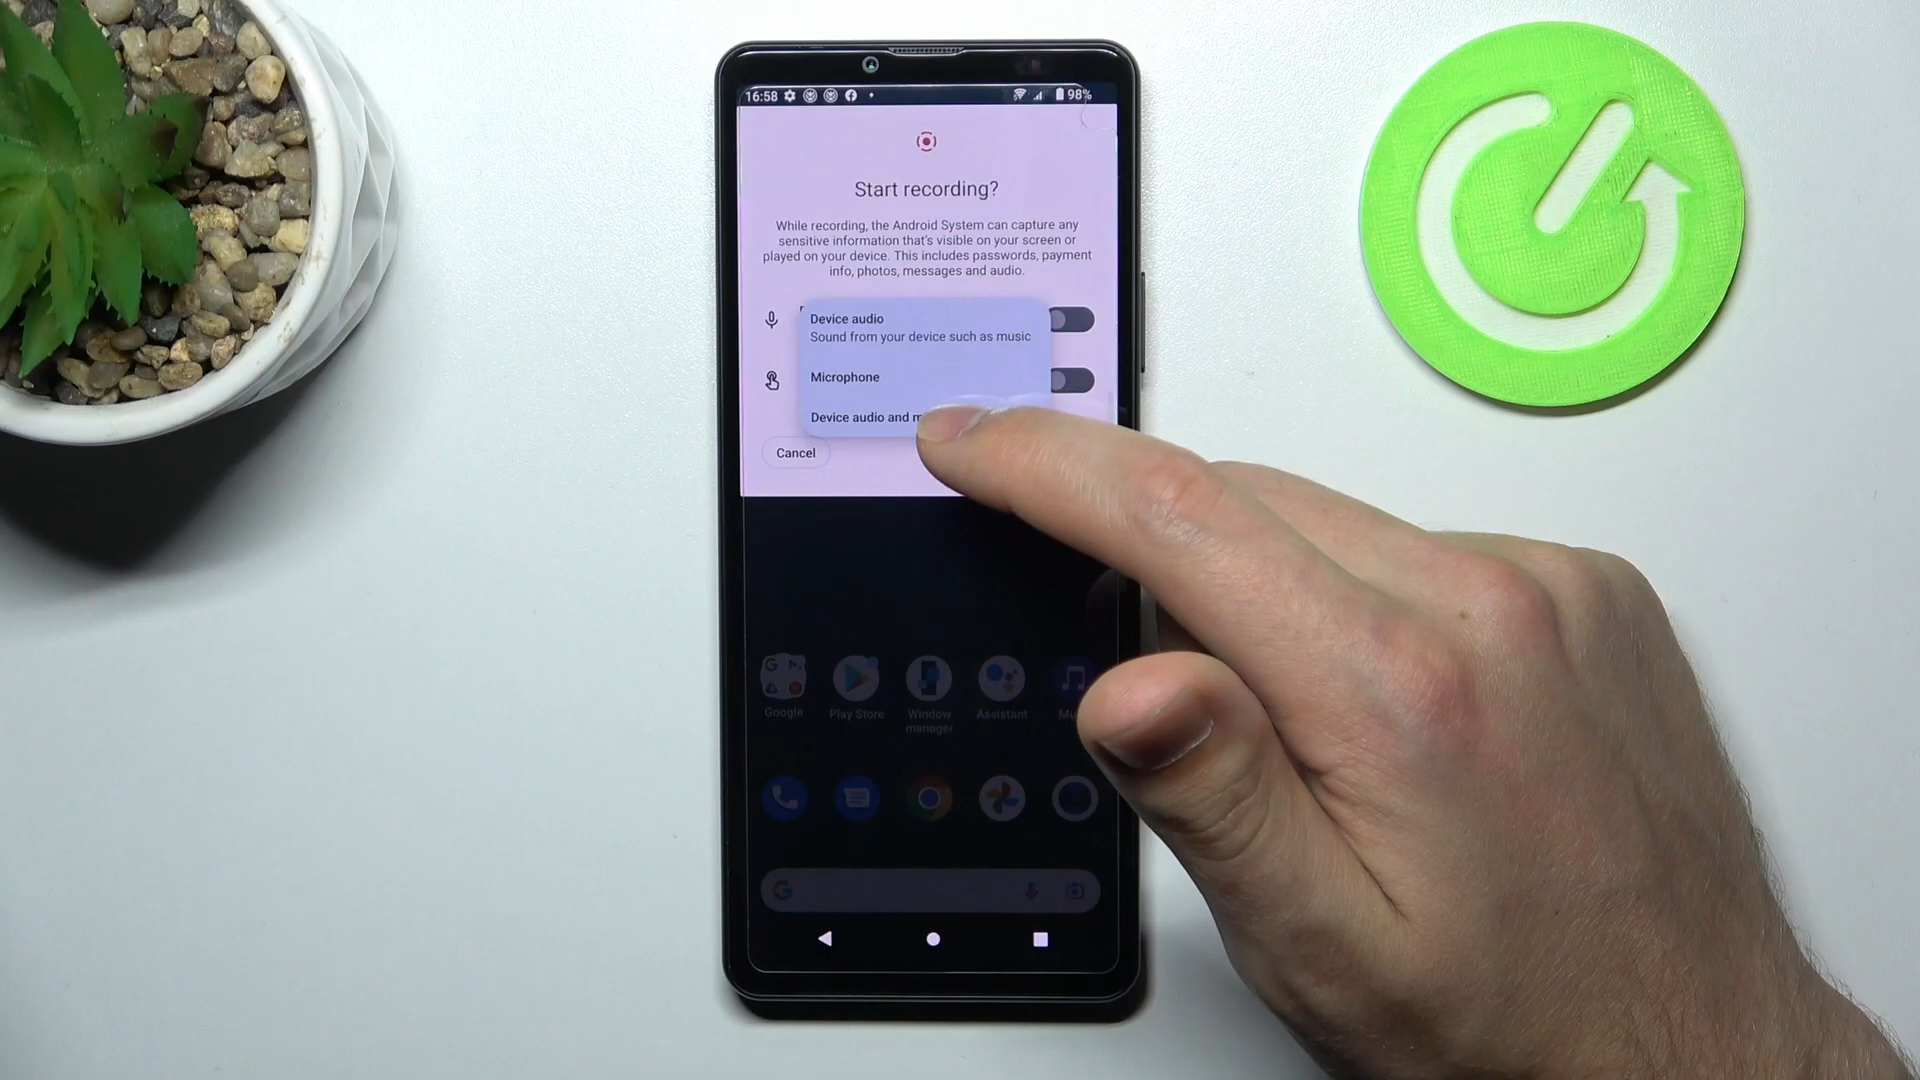 16:58
98%
Start recording?
While recording, the Android System can capture any
sensitive information that's visible on your screen or
played on your device. This includes passwords, payment
info, photos, messages and audio.
Device audio
Sound from your device such as music
Microphone
Device audio and
Cancel
Google Play Store Window Assistant
manager